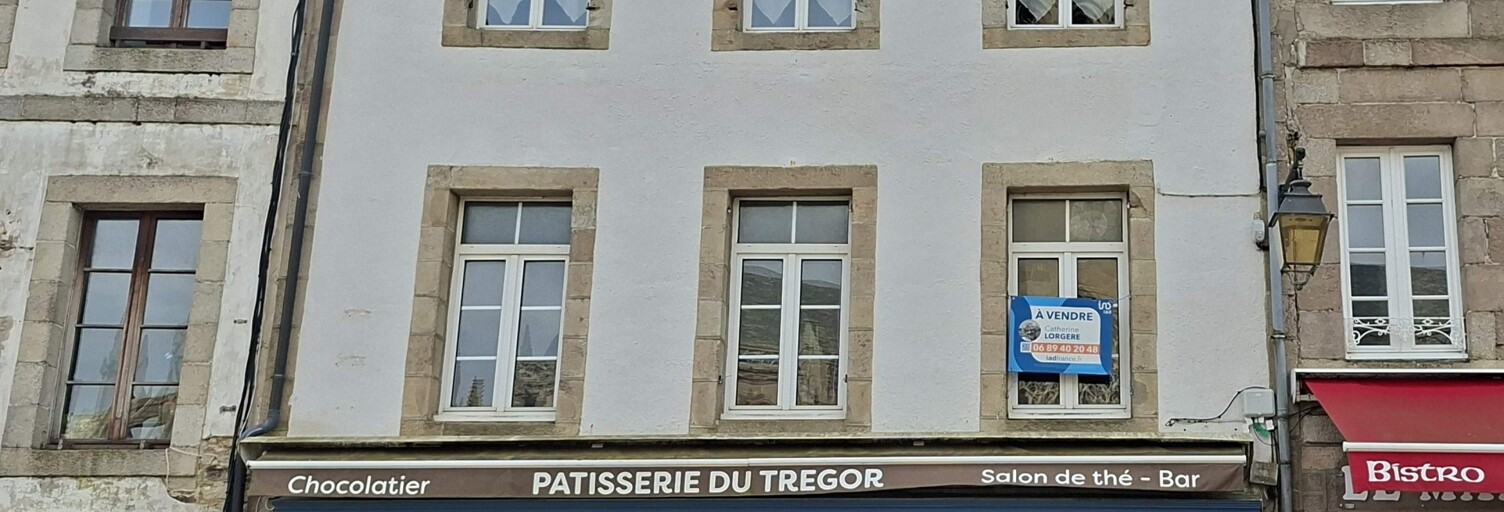 iad
À VENDRE
Catherine
LORGERE
06 89 40 20 48
iadfrance.fr
Chocolatier
PATISSERIE DU TREGOR
Salon de thé - Bar
BISTRO